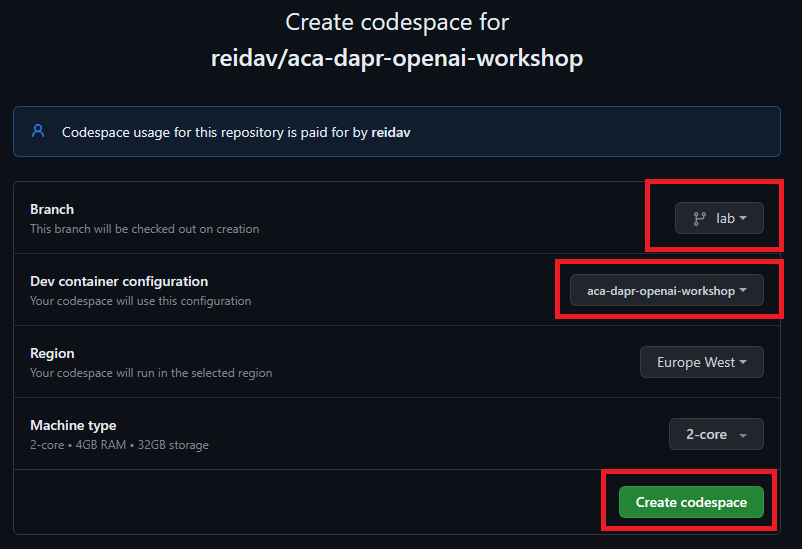 Create codespace for
reidav/aca-dapr-openai-workshop
Codespace usage for this repository is paid for by reidav
Branch
This branch will be checked out on creation
lab
Dev container configuration
Your codespace will use this configuration
aca-dapr-openai-workshop
Region
Your codespace will run in the selected region
Europe West
Machine type
2-core • 4GB RAM • 32GB storage
2-core
Create codespace